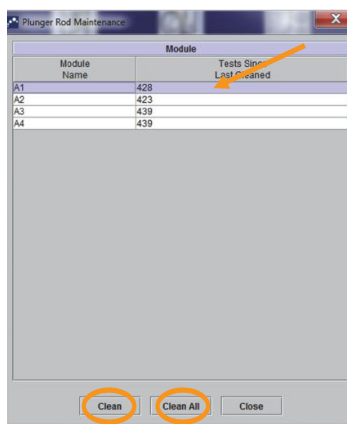 Plunger Rod Maintenance
X
Module
Module Name
Tests Since Last Cleaned
A1 428
A2 423
A3 439
A4 439
Clean Clean All Close